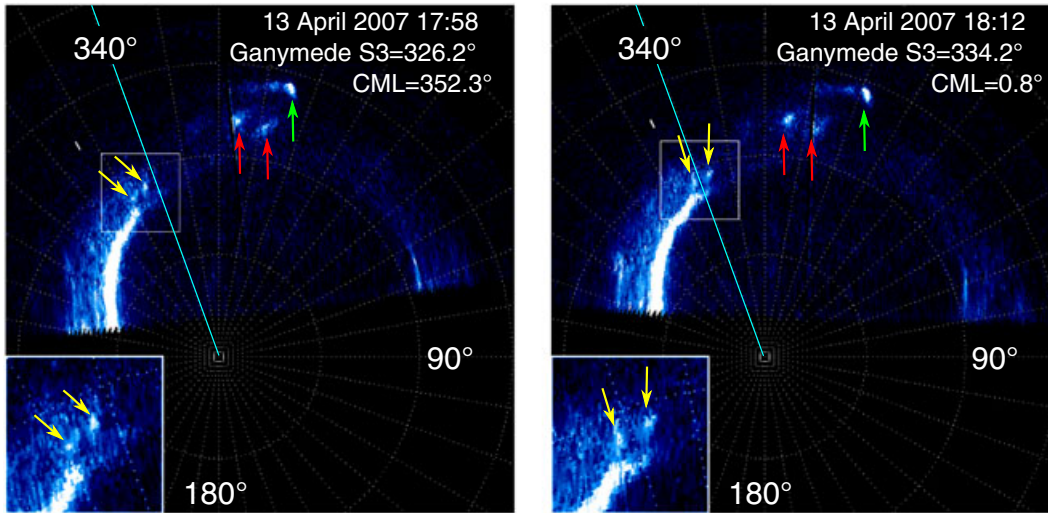 13 April 2007 17:58
340°
Ganymede S3=326.2°
CML=352.3°
90°
180°
13 April 2007 18:12
340°
Ganymede S3=334.2°
CML=0.8°
90°
180°